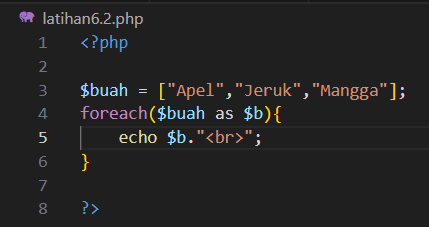 latihan6.2.php
1 <?php
2
3 $buah = ["Apel","Jeruk","Mangga"];
4 foreach($buah as $b){
5     echo $b."<br>";
6 }
7
8 ?>